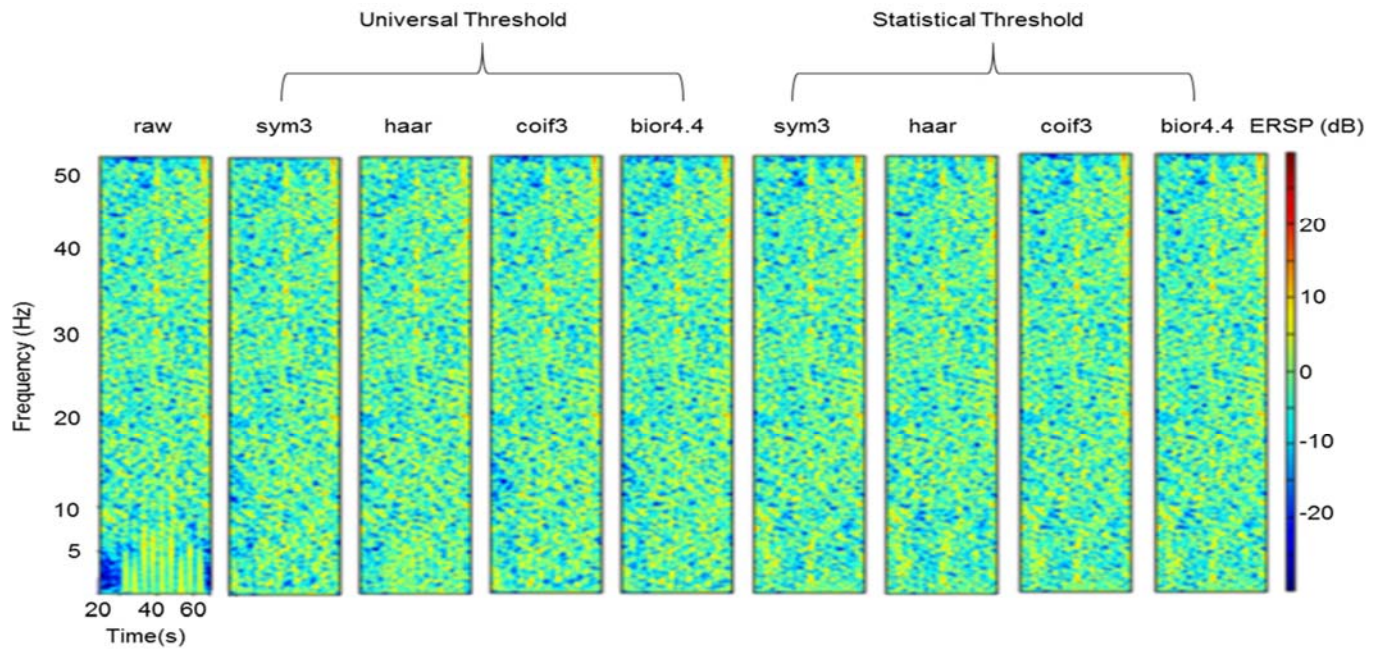 Universal Threshold Statistical Threshold
raw sym3 haar coif3 bior4.4 sym3 haar coif3 bior4.4 ERSP (dB)
Frequency (Hz)
50
40
30
20
10
5
20 40 60
Time(s)
20
10
0
-10
-20